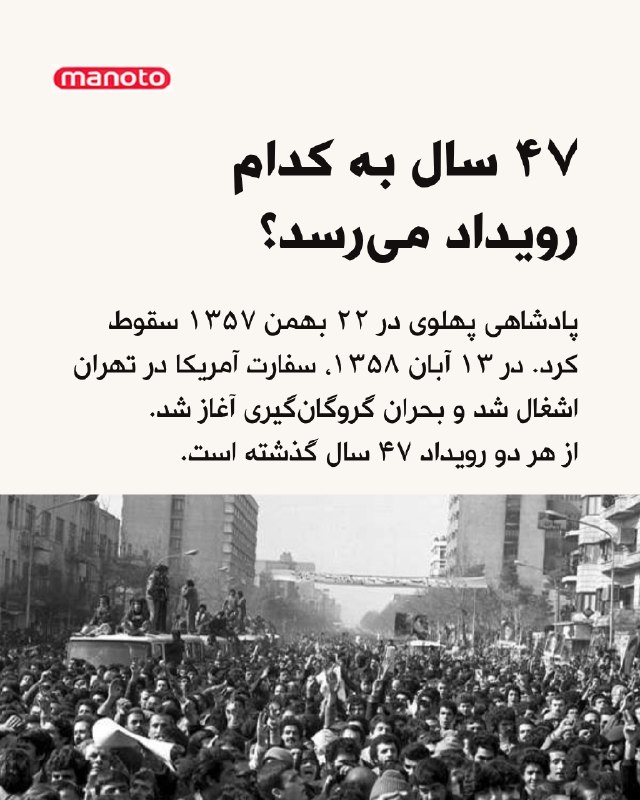 manoto
۴۷ سال به کدام
رویداد می‌رسد؟
پادشاهی پهلوی در ۲۲ بهمن ۱۳۵۷ سقوط
کرد. در ۱۳ آبان ۱۳۵۸، سفارت آمریکا در تهران
اشغال شد و بحران گروگان‌گیری آغاز شد.
از هر دو رویداد ۴۷ سال گذشته است.